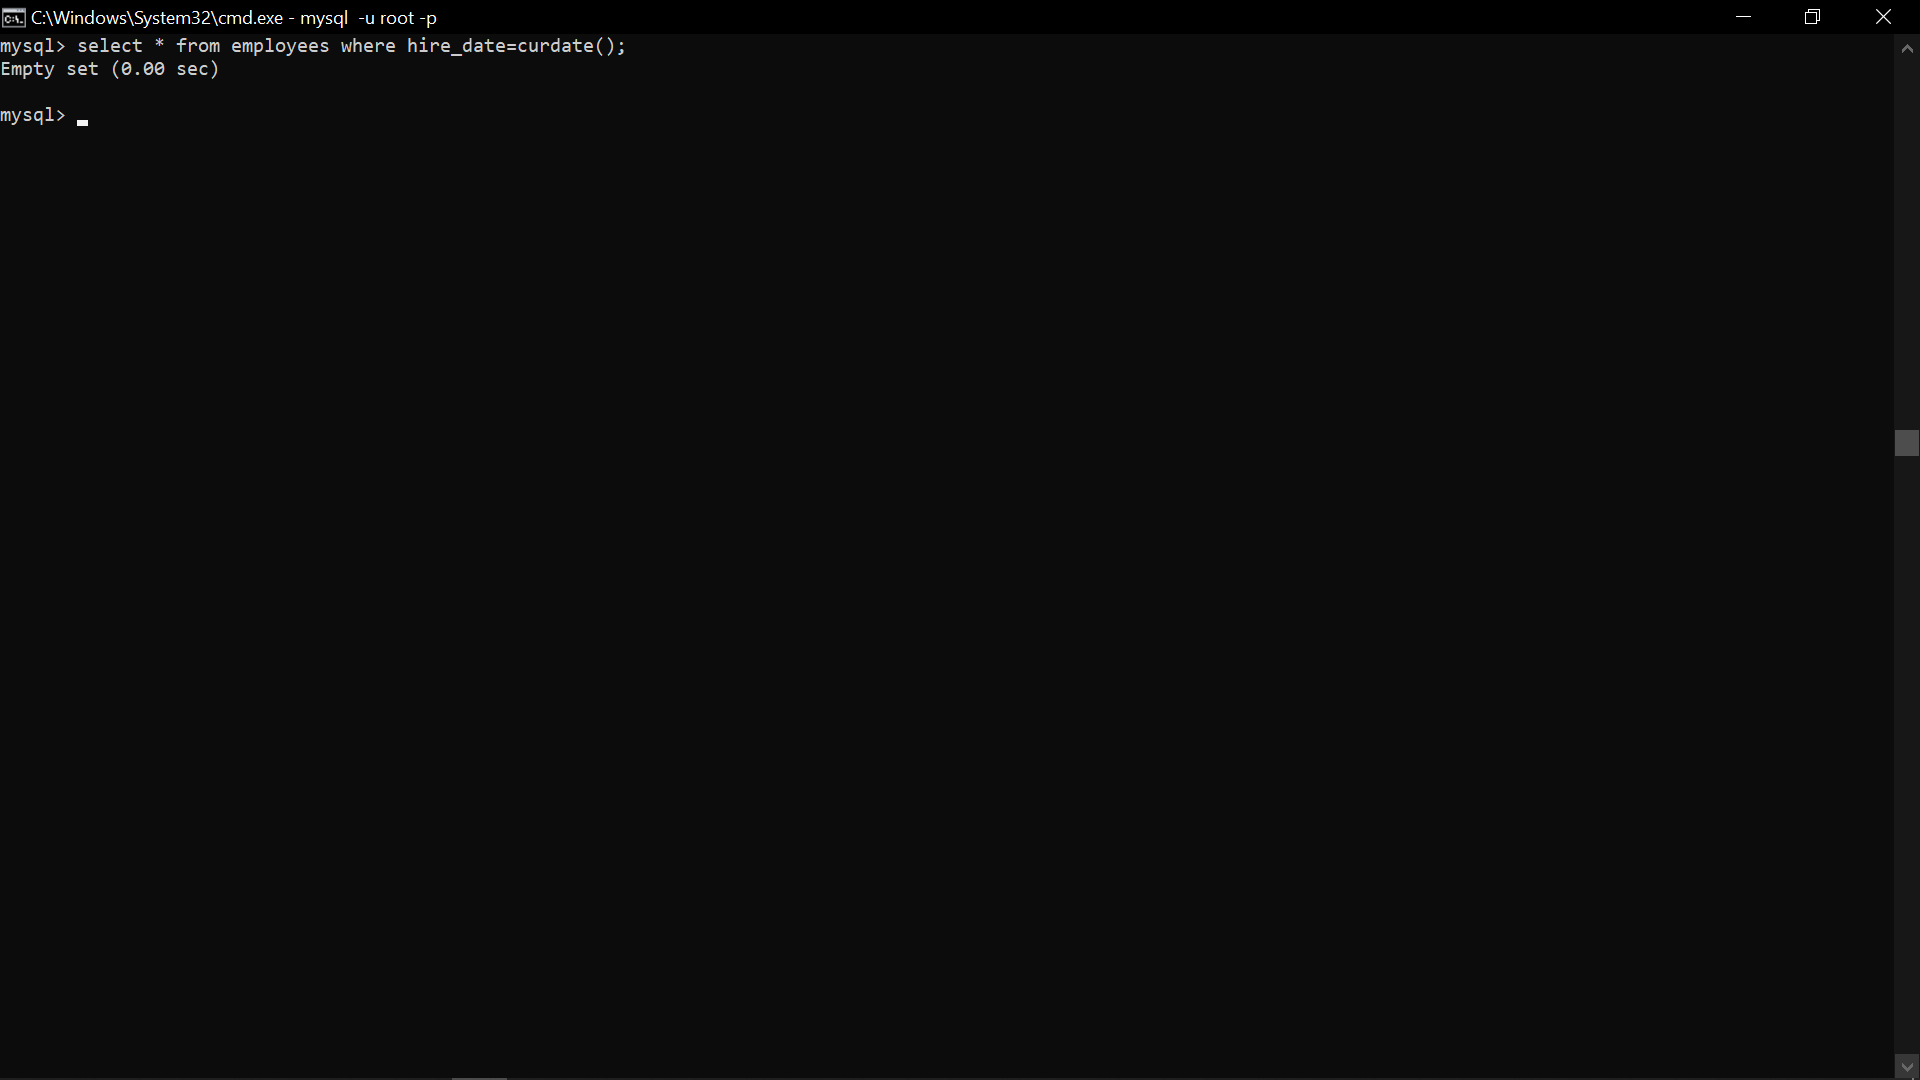 C:\Windows\System32\cmd.exe - mysql  -u root -p
mysql> select * from employees where hire_date=curdate();
Empty set (0.00 sec)
mysql>